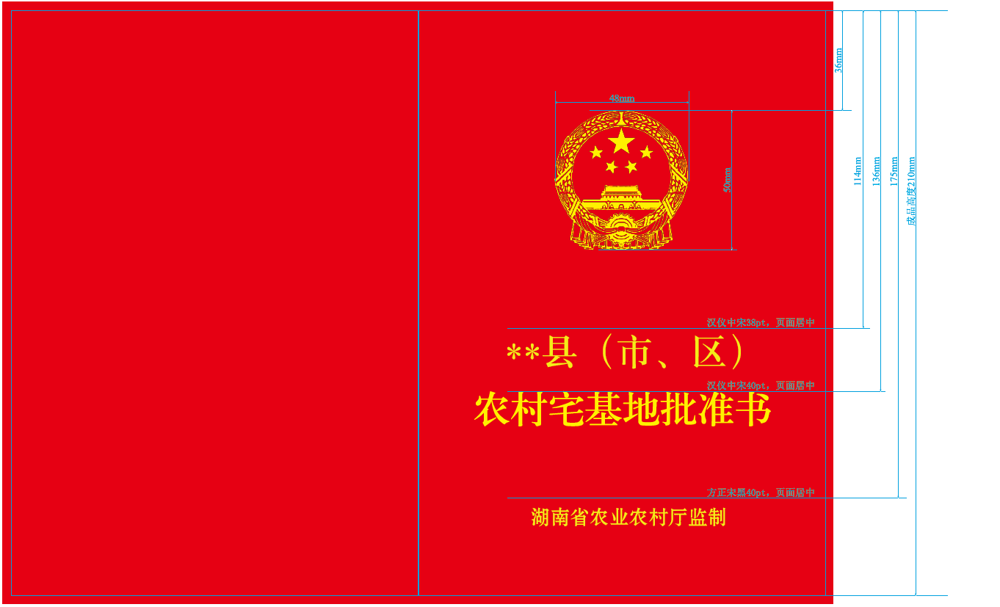 36mm
48mm
50mm
114mm
136mm
175mm
成品高度210mm
汉仪中宋38pt，页面居中
**县（市、区）
汉仪中宋40pt，页面居中
农村宅基地批准书
方正宋黑40pt，页面居中
湖南省农业农村厅监制